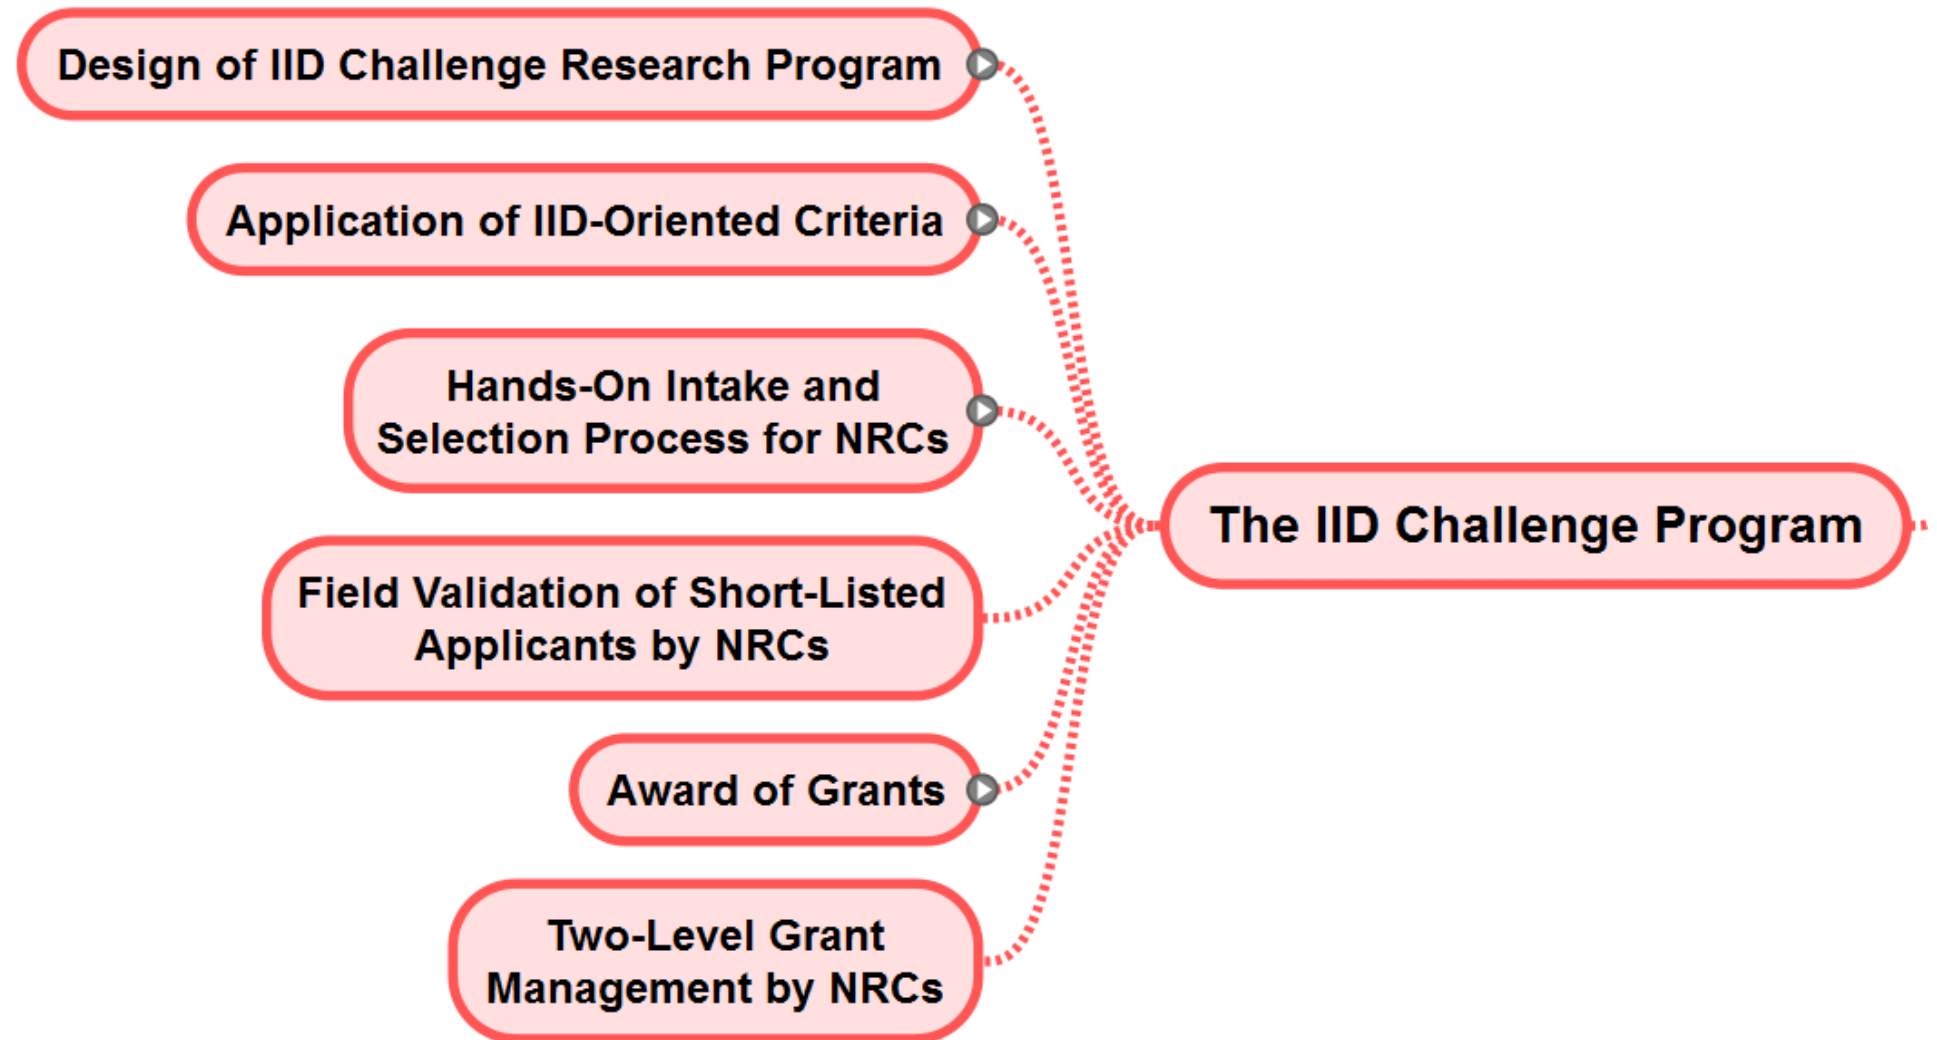 Design of IID Challenge Research Program
Application of IID-Oriented Criteria
Hands-On Intake and
Selection Process for NRCs
Field Validation of Short-Listed
Applicants by NRCs
Award of Grants
Two-Level Grant
Management by NRCs
The IID Challenge Program